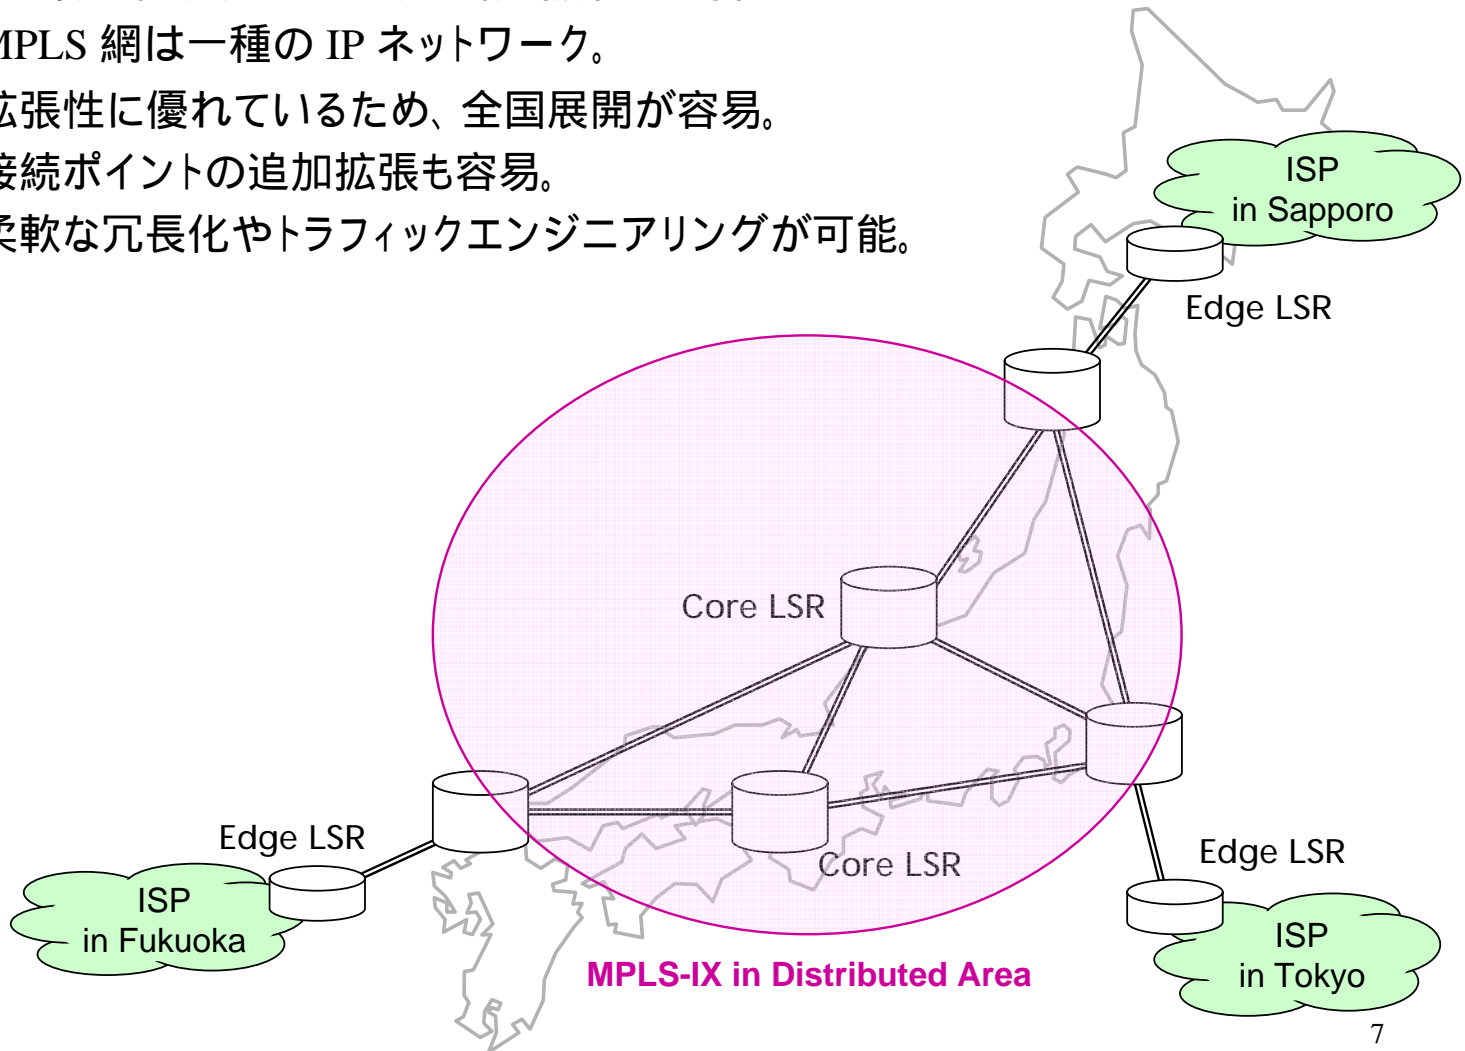 MPLS 網は一種の IP ネットワーク。
拡張性に優れているため、全国展開が容易。
接続ポイントの追加拡張も容易。
柔軟な冗長化やトラフィックエンジニアリングが可能。
ISP
in Sapporo
Edge LSR
Core LSR
Edge LSR
Core LSR
Edge LSR
ISP
in Fukuoka
ISP
in Tokyo
MPLS-IX in Distributed Area
7